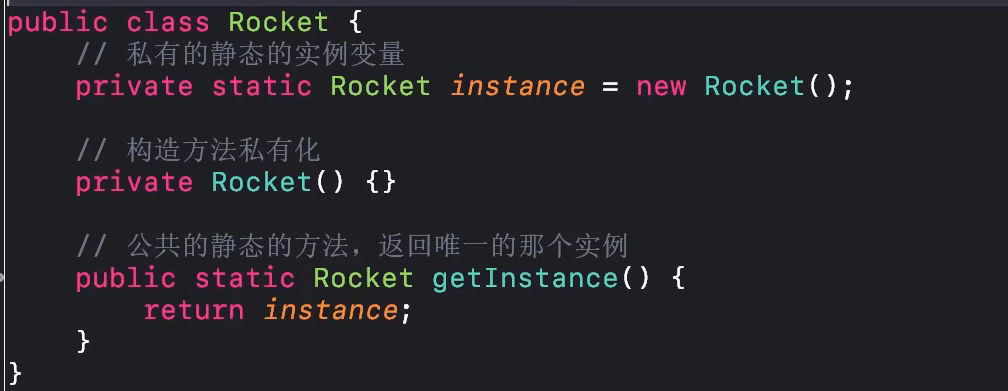 public class Rocket {
    // 私有的静态的实例变量
    private static Rocket instance = new Rocket();

    // 构造方法私有化
    private Rocket() {}

    // 公共的静态的方法，返回唯一的那个实例
    public static Rocket getInstance() {
        return instance;
    }
}